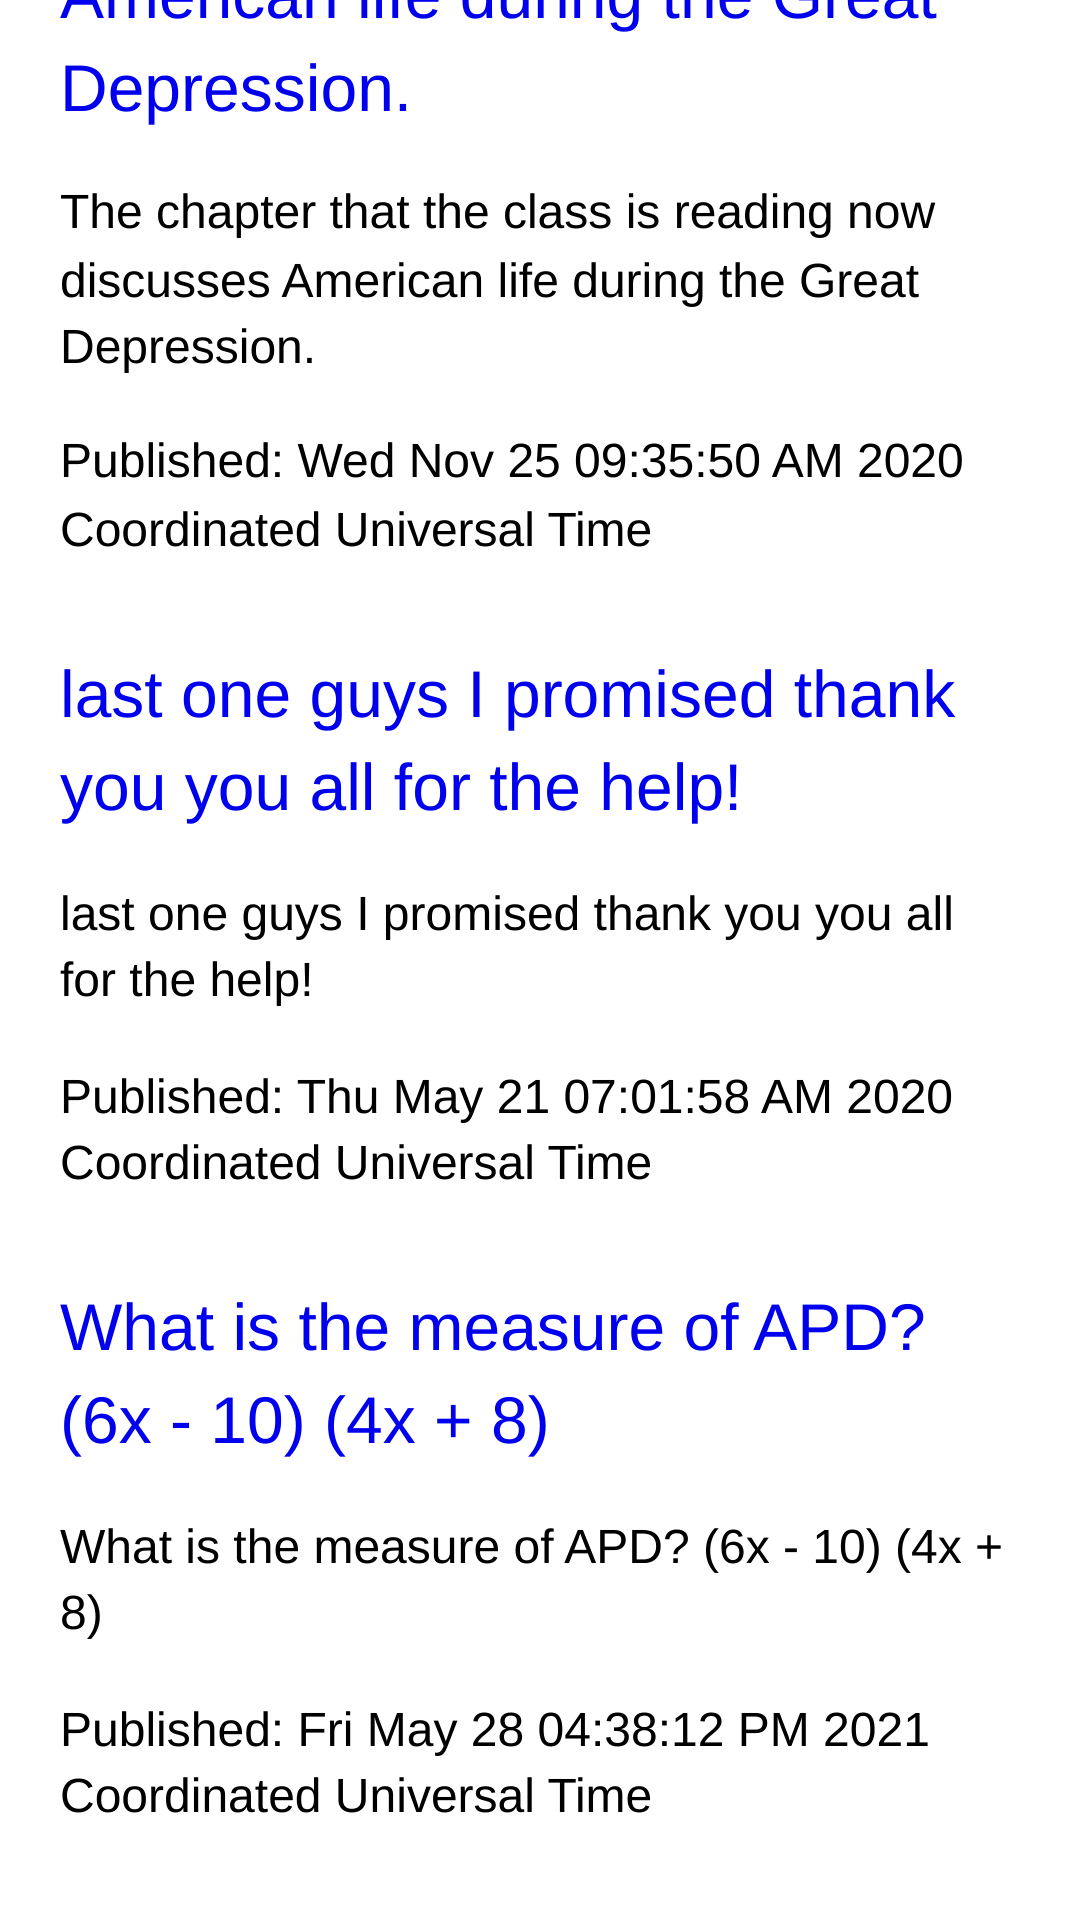 American life during the Great
Depression.
The chapter that the class is reading now
discusses American life during the Great
Depression.
Published: Wed Nov 25 09:35:50 AM 2020
Coordinated Universal Time
last one guys I promised thank
you you all for the help!
last one guys I promised thank you you all
for the help!
Published: Thu May 21 07:01:58 AM 2020
Coordinated Universal Time
What is the measure of APD?
(6x - 10) (4x + 8)
What is the measure of APD? (6x - 10) (4x +
8)
Published: Fri May 28 04:38:12 PM 2021
Coordinated Universal Time